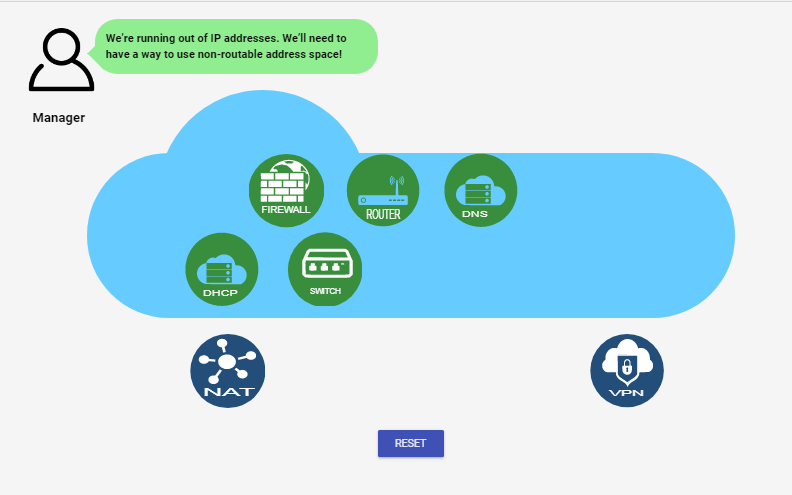 We're running out of IP addresses. We'll need to
have a way to use non-routable address space!
Manager
FIREWALL
ROUTER
DNS
DHCP
SWITCH
NAT
VPN
RESET